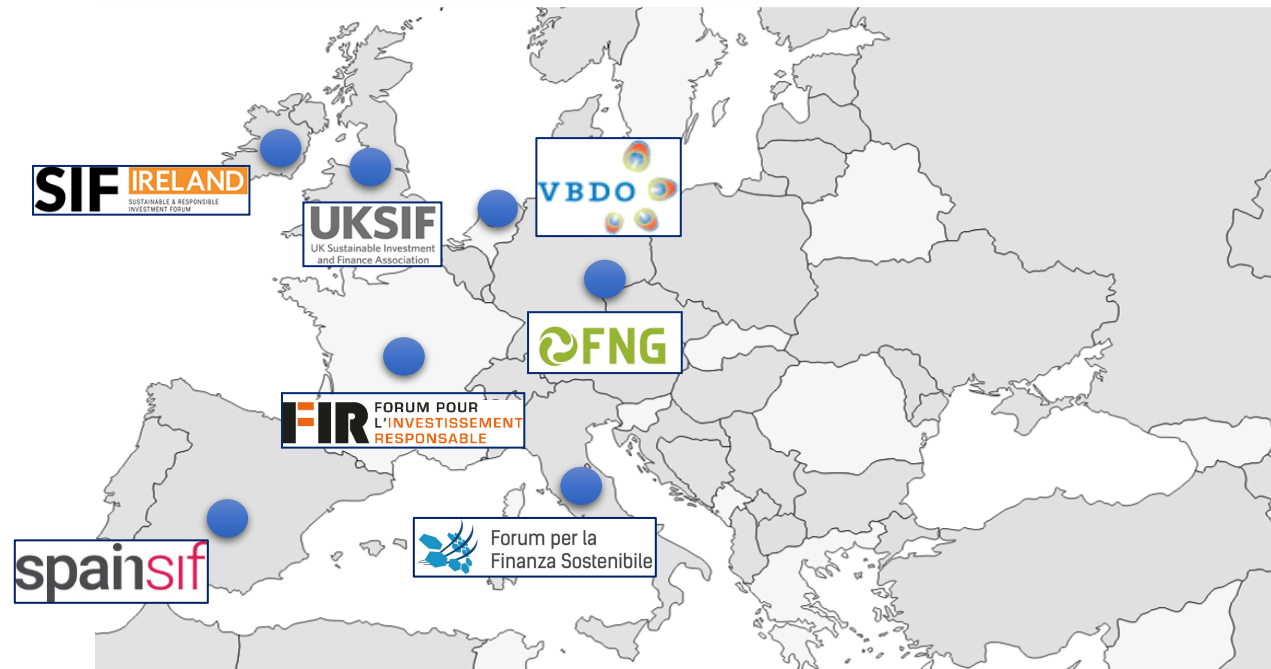 SIF IRELAND
SUSTAINABLE & RESPONSIBLE
INVESTMENT FORUM
UKSIF
UK Sustainable Investment
and Finance Association
VBDO
FNG
FIR
FORUM POUR
L'INVESTISSEMENT
RESPONSABLE
Forum per la
Finanza Sostenibile
spainsif